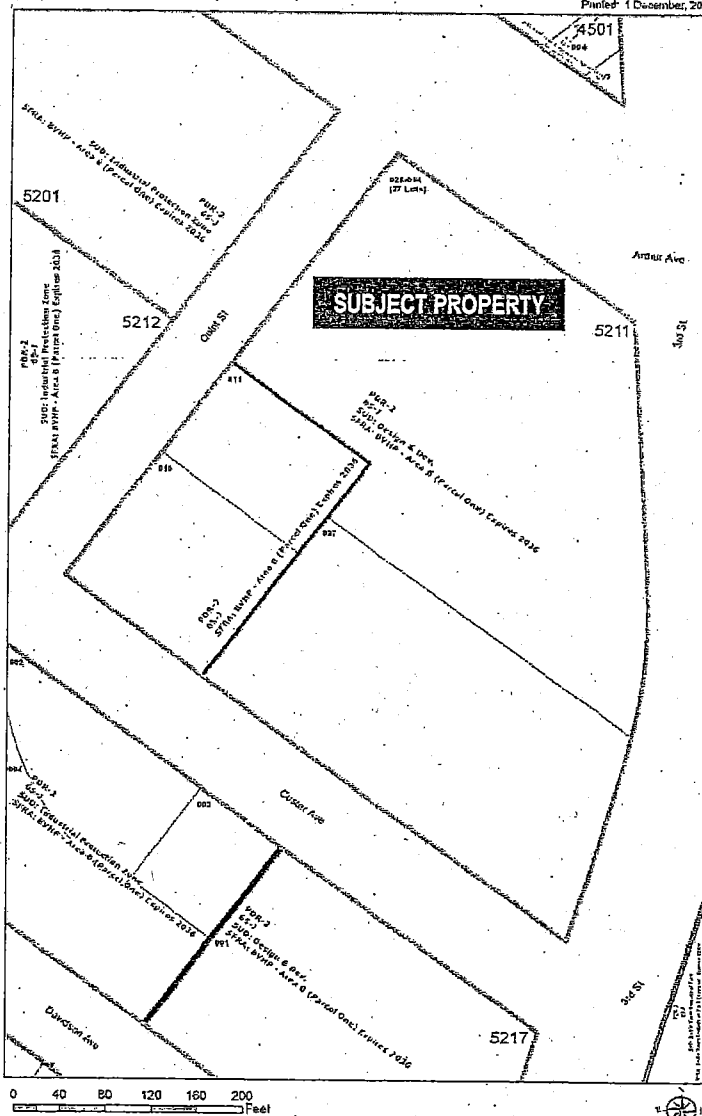 Printed: 1 December, 20
4501
5201
PDR-2
65-J
SUD: Industrial Protection Zone
SFRA: BVHP - Area B (Parcel One) Expires 2036
PDR-2
65-J
SUD: Industrial Protection Zone
SFRA: BVHP - Area B (Parcel One) Expires 2036
5212
Quint St
(27 Lots)
SUBJECT PROPERTY
5211
Arthur Ave
3rd St
PDR-2
65-J
SUD: Design & Dev.
SFRA: BVHP - Area B (Parcel One) Expires 2036
PDR-2
65-J
SFRA: BVHP - Area B (Parcel One) Expires 2036
002
003
Custer Ave
PDR-2
65-J
SUD: Industrial Protection Zone
SFRA: BVHP - Area B (Parcel One) Expires 2036
PDR-2
65-J
SUD: Design & Dev.
SFRA: BVHP - Area B (Parcel One) Expires 2036
Davidson Ave
3rd St
5217
0 40 80 120 160 200
Feet